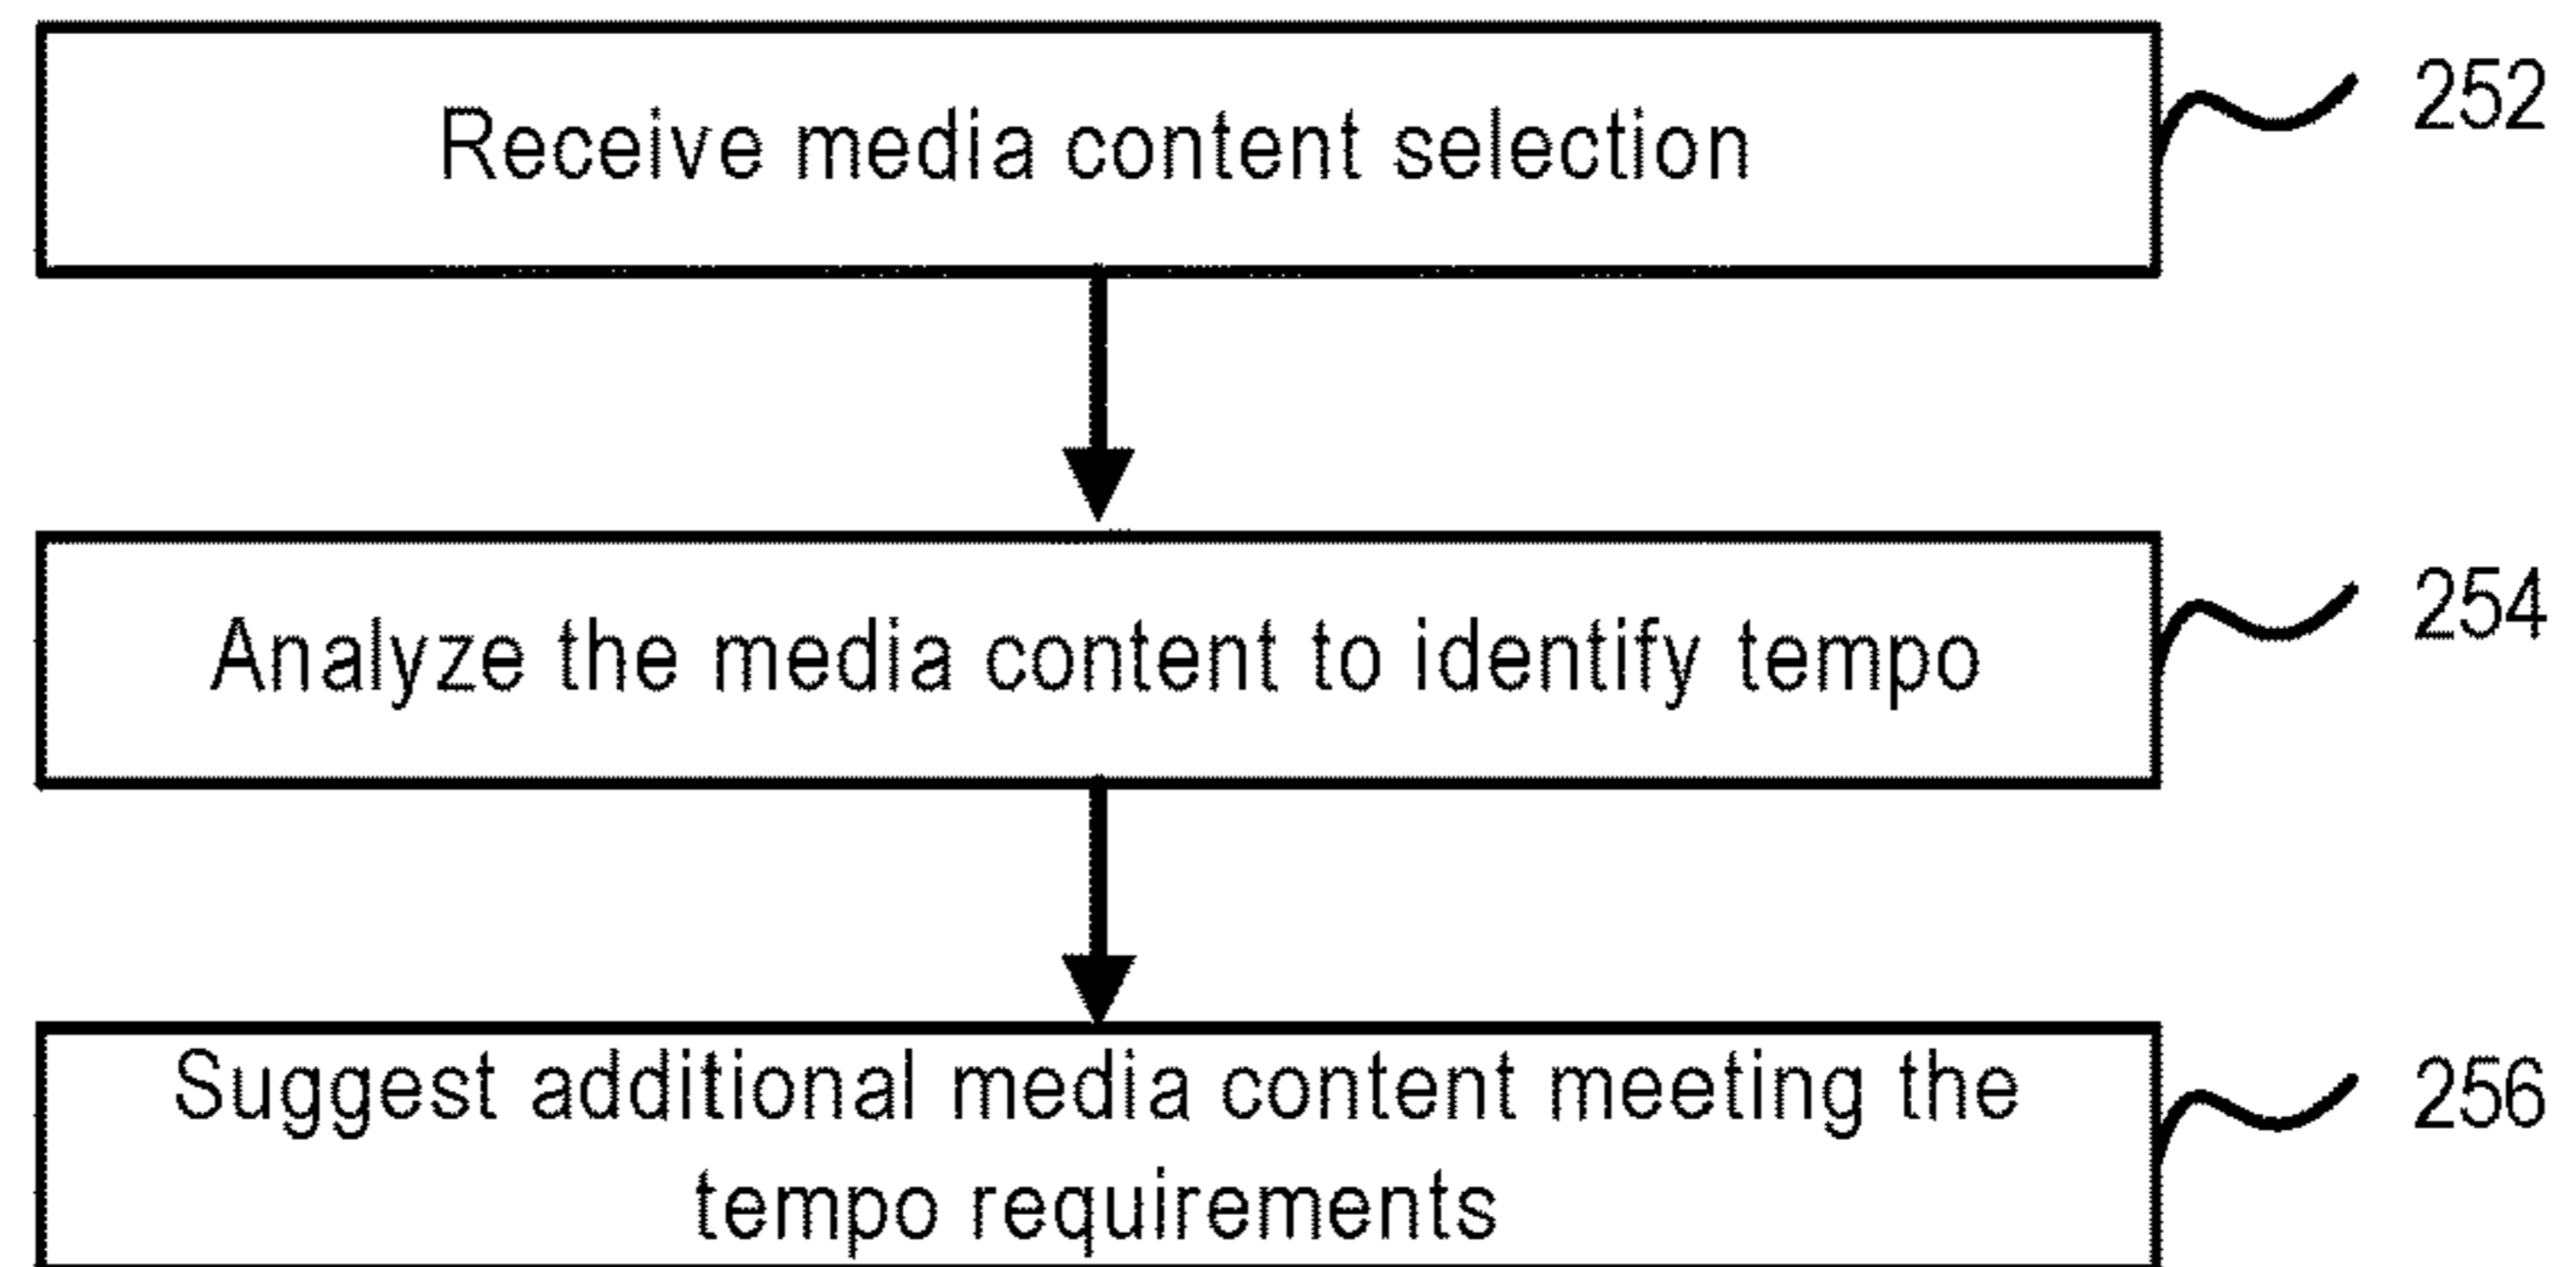 Receive media content selection
252
Analyze the media content to identify tempo
254
Suggest additional media content meeting the
tempo requirements
256